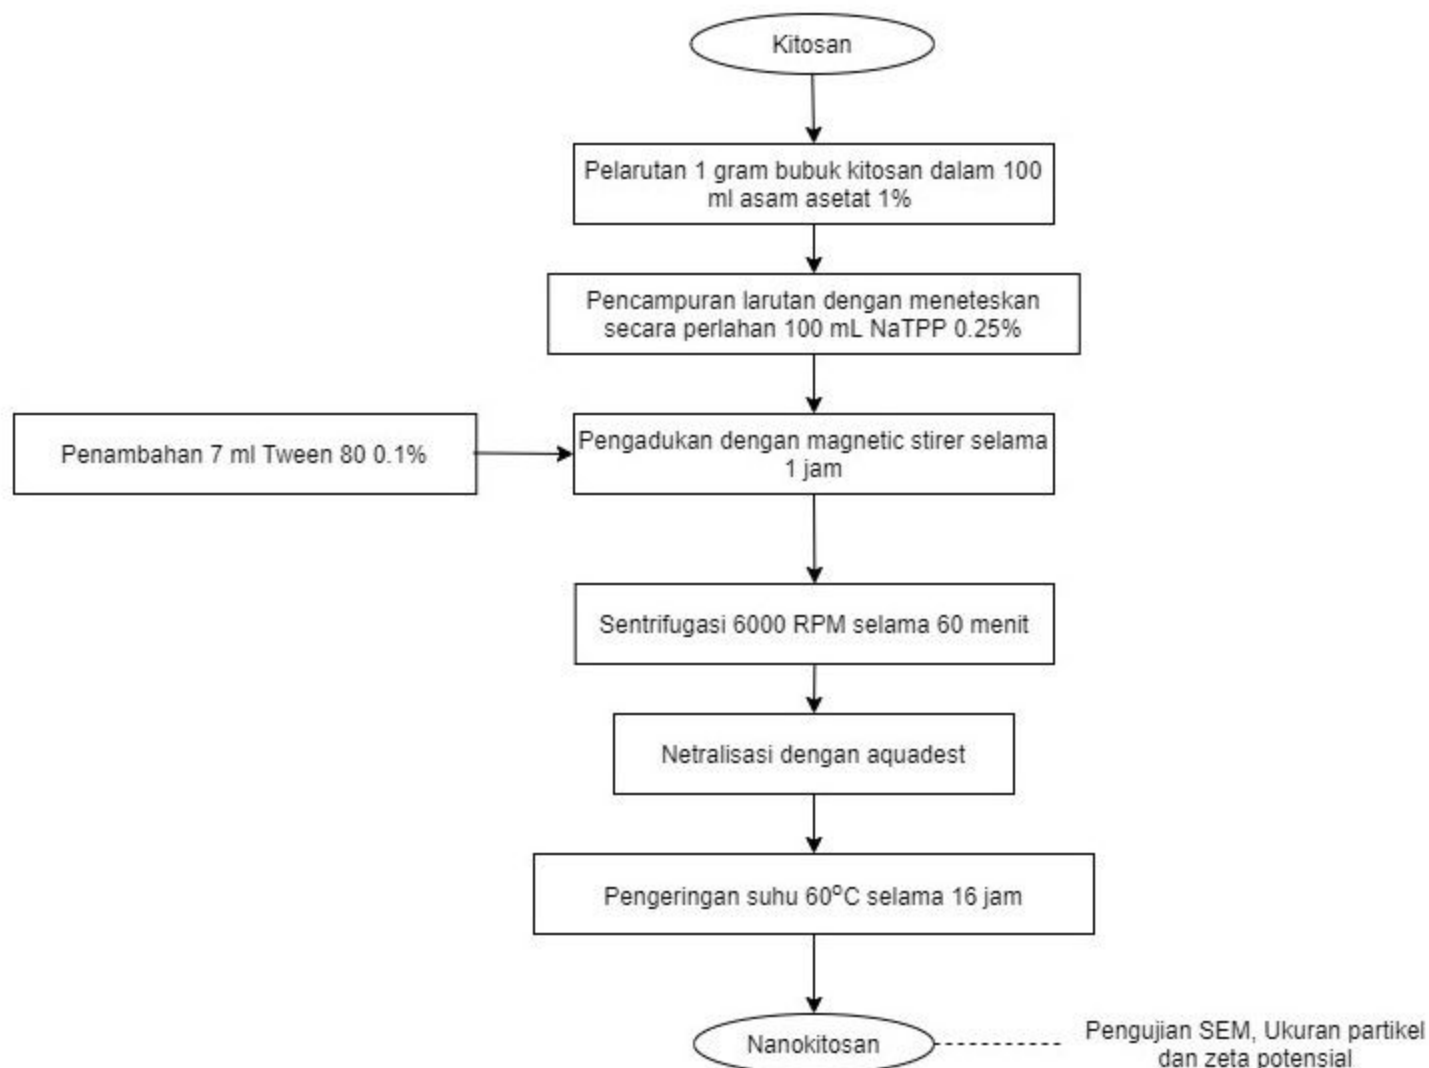 Kitosan
Pelarutan 1 gram bubuk kitosan dalam 100
ml asam asetat 1%
Pencampuran larutan dengan meneteskan
secara perlahan 100 mL NaTPP 0.25%
Penambahan 7 ml Tween 80 0.1%
Pengadukan dengan magnetic stirer selama
1 jam
Sentrifugasi 6000 RPM selama 60 menit
Netralisasi dengan aquadest
Pengeringan suhu 60°C selama 16 jam
Nanokitosan
Pengujian SEM, Ukuran partikel
dan zeta potensial